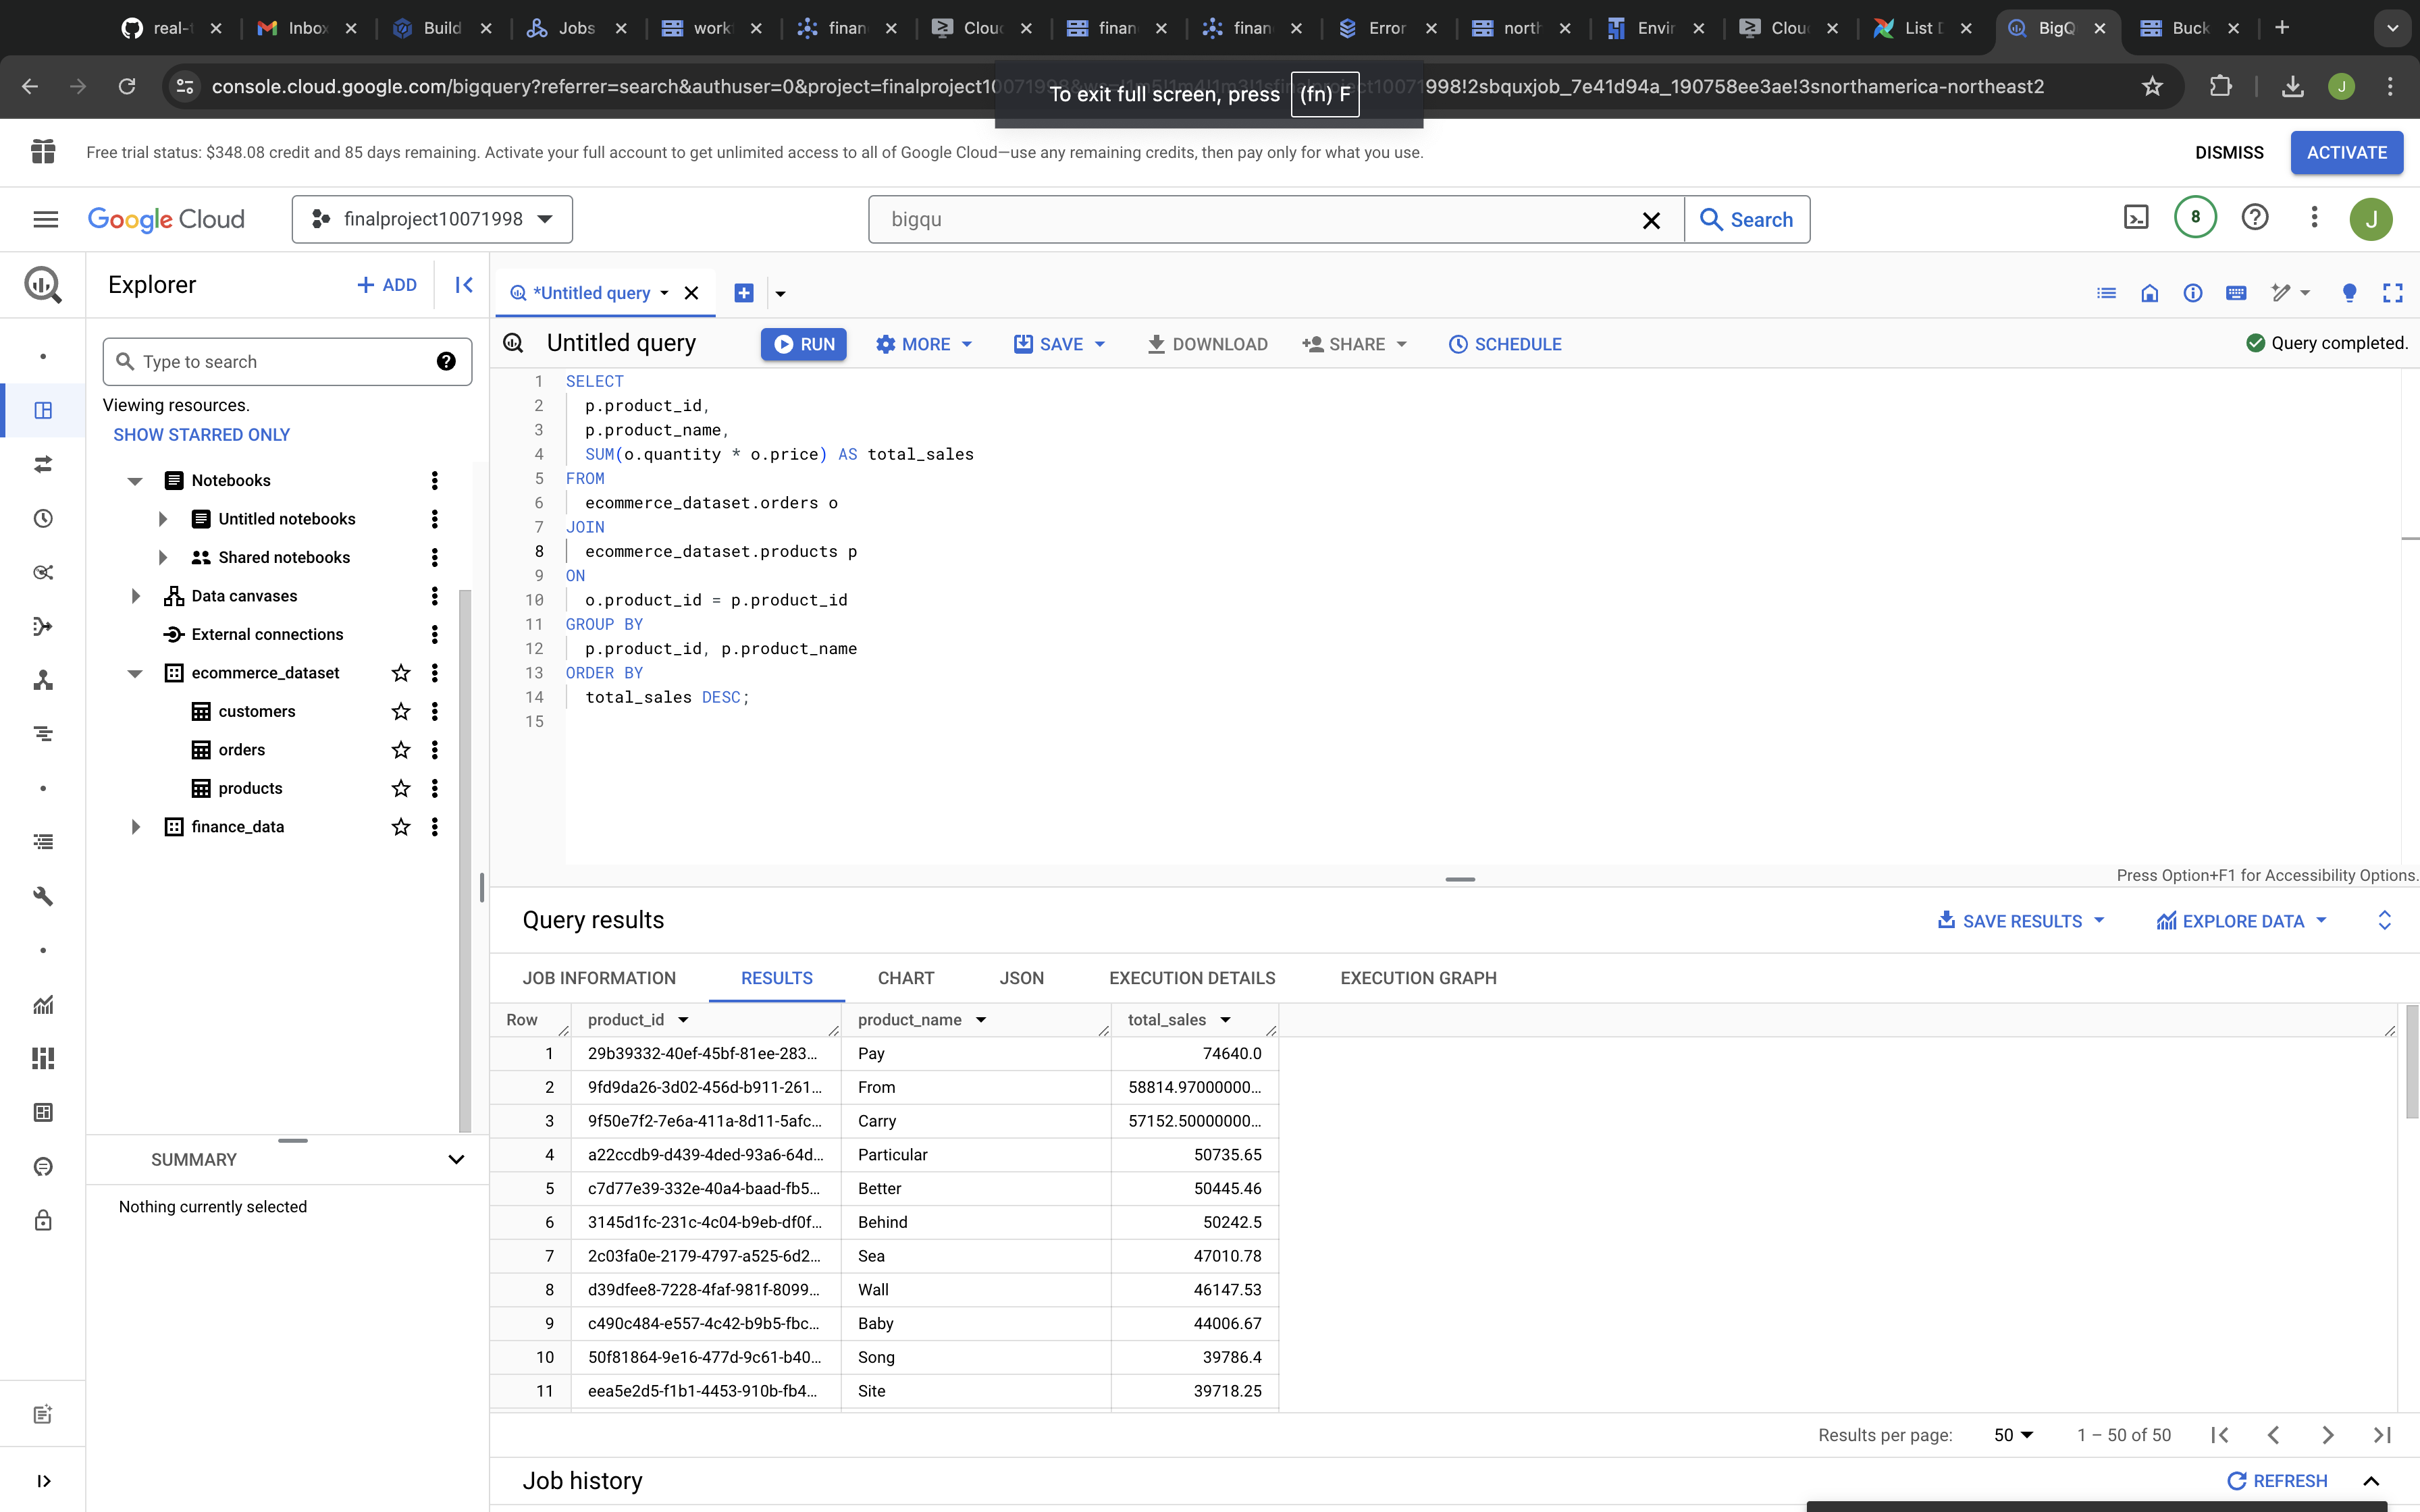 real-t
Inbox
Build
Jobs
work
finan
Clouc
finan
finan
Error
north
Envir
Clou
List D
BigQ
Buck
console.cloud.google.com/bigquery?referrer=search&authuser=0&project=finalproject10071998!2sbquxjob_7e41d94a_190758ee3ae!3snorthamerica-northeast2
To exit full screen, press (fn) F
Free trial status: $348.08 credit and 85 days remaining. Activate your full account to get unlimited access to all of Google Cloud—use any remaining credits, then pay only for what you use.
DISMISS
ACTIVATE
Google Cloud
finalproject10071998
bigqu
Search
8
J
Explorer
ADD
*Untitled query
Type to search
Viewing resources.
SHOW STARRED ONLY
Notebooks
Untitled notebooks
Shared notebooks
Data canvases
External connections
ecommerce_dataset
customers
orders
products
finance_data
SUMMARY
Nothing currently selected
Untitled query
RUN
MORE
SAVE
DOWNLOAD
SHARE
SCHEDULE
Query completed.
1 SELECT
2 p.product_id,
3 p.product_name,
4 SUM(o.quantity * o.price) AS total_sales
5 FROM
6 ecommerce_dataset.orders o
7 JOIN
8 ecommerce_dataset.products p
9 ON
10 o.product_id = p.product_id
11 GROUP BY
12 p.product_id, p.product_name
13 ORDER BY
14 total_sales DESC;
15
Press Option+F1 for Accessibility Options.
Query results
SAVE RESULTS
EXPLORE DATA
JOB INFORMATION
RESULTS
CHART
JSON
EXECUTION DETAILS
EXECUTION GRAPH
Row product_id product_name total_sales
1 29b39332-40ef-45bf-81ee-283... Pay 74640.0
2 9fd9da26-3d02-456d-b911-261... From 58814.97000000...
3 9f50e7f2-7e6a-411a-8d11-5afc... Carry 57152.50000000...
4 a22ccdb9-d439-4ded-93a6-64d... Particular 50735.65
5 c7d77e39-332e-40a4-baad-fb5... Better 50445.46
6 3145d1fc-231c-4c04-b9eb-df0f... Behind 50242.5
7 2c03fa0e-2179-4797-a525-6d2... Sea 47010.78
8 d39dfee8-7228-4faf-981f-8099... Wall 46147.53
9 c490c484-e557-4c42-b9b5-fbc... Baby 44006.67
10 50f81864-9e16-477d-9c61-b40... Song 39786.4
11 eea5e2d5-f1b1-4453-910b-fb4... Site 39718.25
Results per page: 50 1 – 50 of 50
Job history
REFRESH